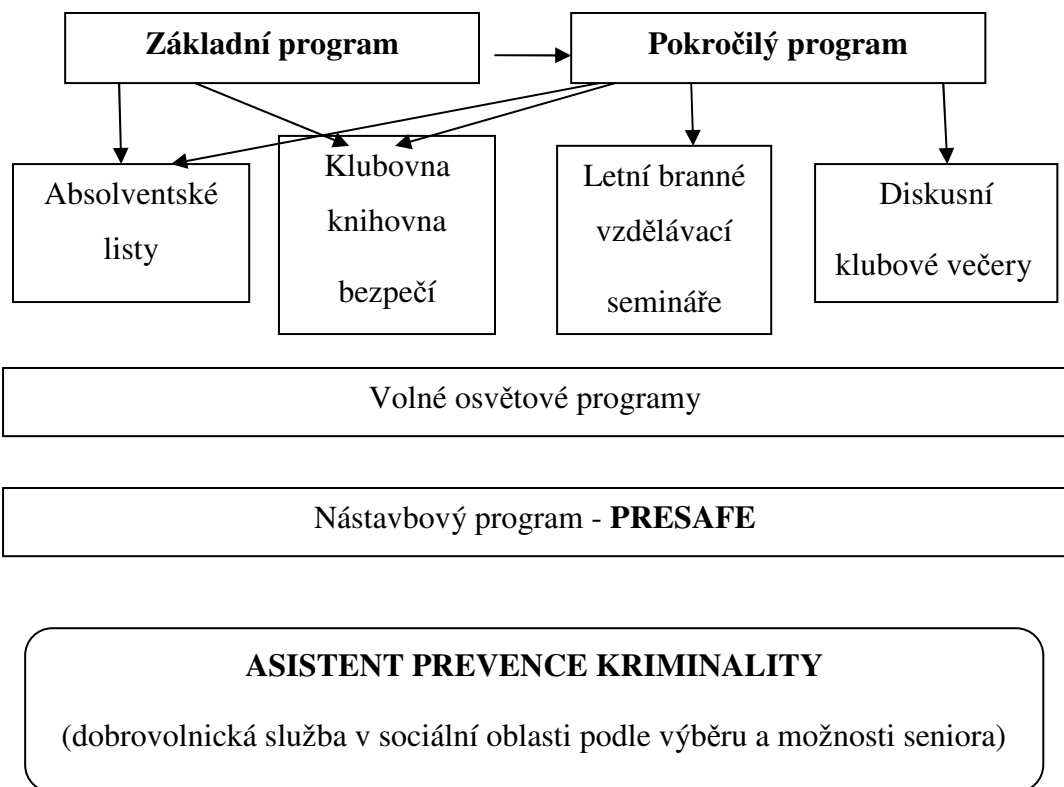 Základní program
Pokročilý program
Absolventské
listy
Klubovna
knihovna
bezpečí
Letní branné
vzdělávací
semináře
Diskusní
klubové večery
Volné osvětové programy
Nástavbový program - PRESAFE
ASISTENT PREVENCE KRIMINALITY
(dobrovolnická služba v sociální oblasti podle výběru a možnosti seniora)